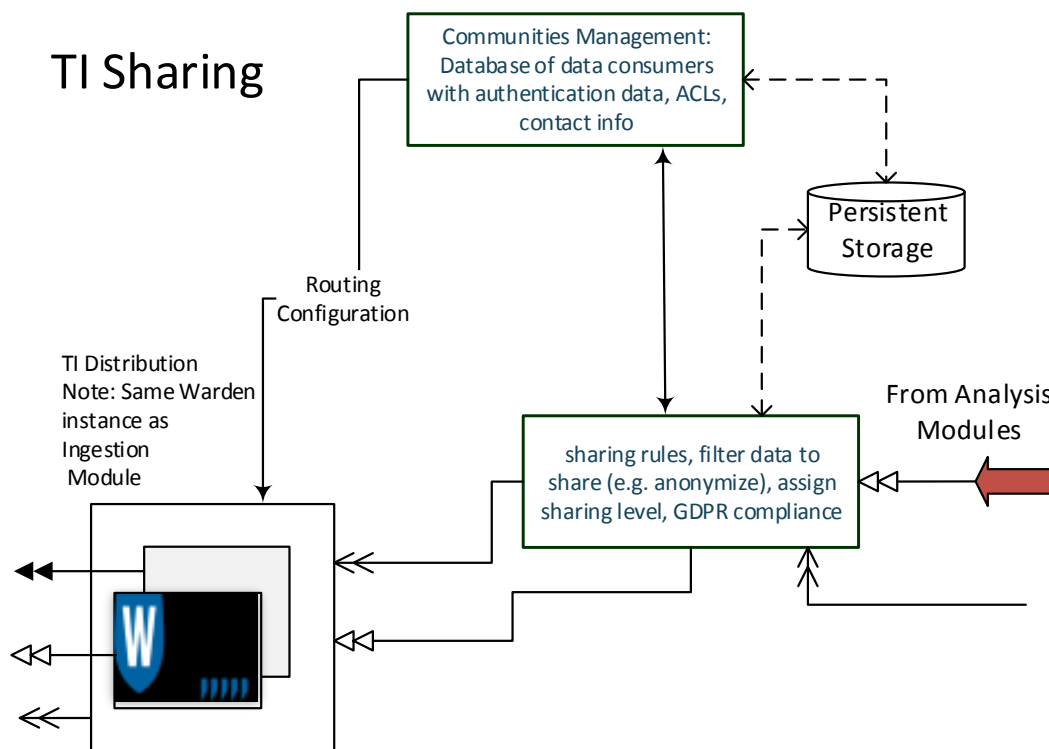 TI Sharing
Communities Management:
Database of data consumers
with authentication data, ACLs,
contact info
Persistent
Storage
Routing
Configuration
TI Distribution
Note: Same Warden
instance as
Ingestion
Module
From Analysis
Modules
sharing rules, filter data to
share (e.g. anonymize), assign
sharing level, GDPR compliance
W